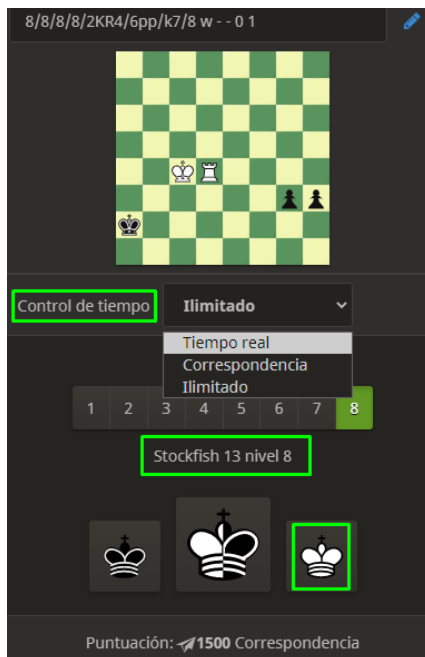 8/8/8/8/2KR4/6pp/k7/8 w - - 0 1
Control de tiempo Ilimitado
Tiempo real
Correspondencia
Ilimitado
1 2 3 4 5 6 7 8
Stockfish 13 nivel 8
Puntuación: 1500 Correspondencia